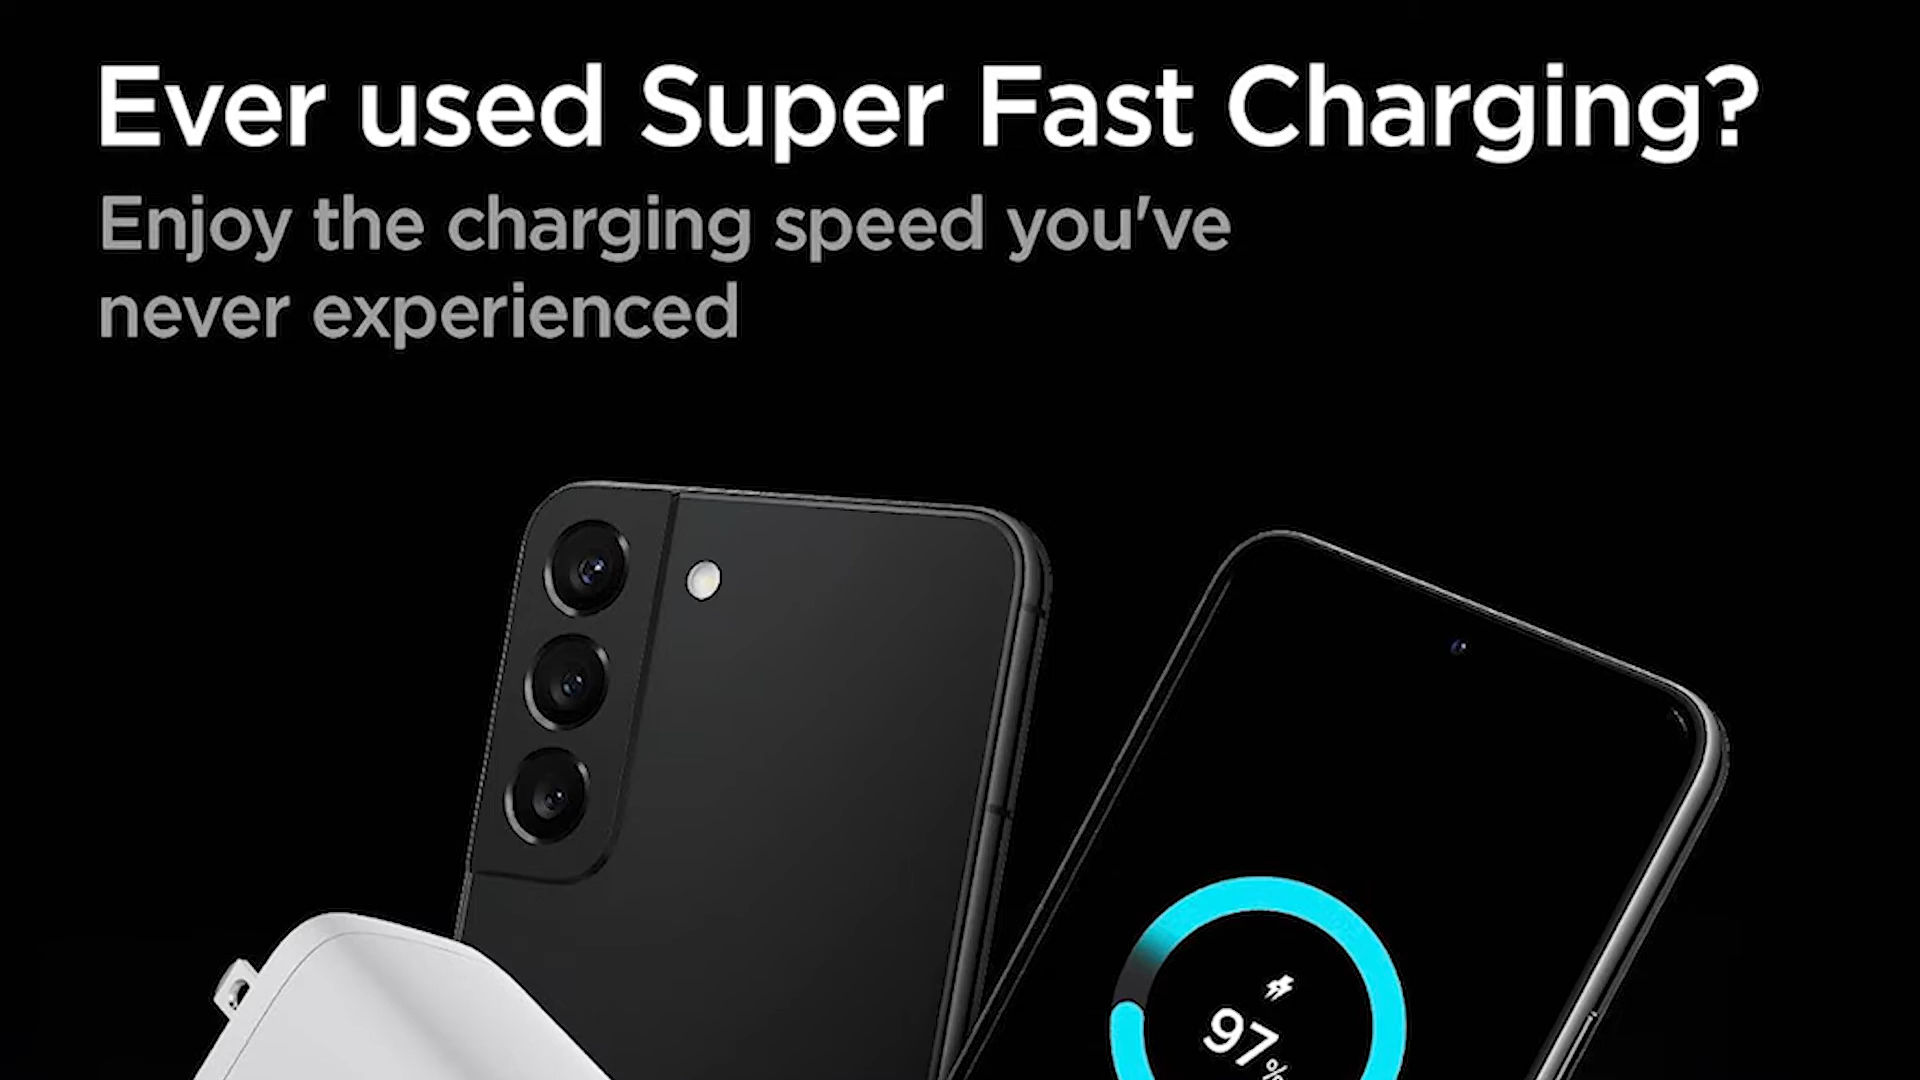 Ever used Super Fast Charging?
Enjoy the charging speed you've
never experienced
97%